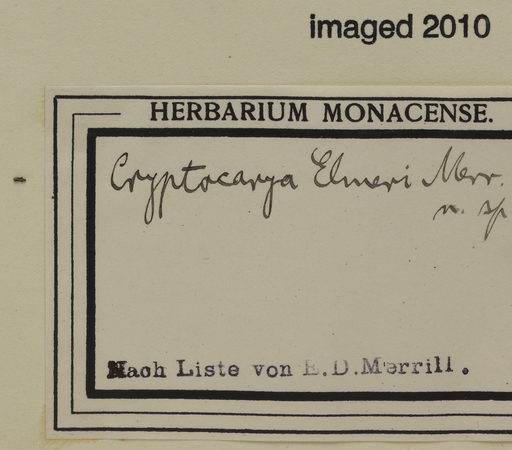 imaged 2010
HERBARIUM MONACENSE.
Cryptocarya Elmeri Merr.
n. sp
Nach Liste von E.D.Merrill.